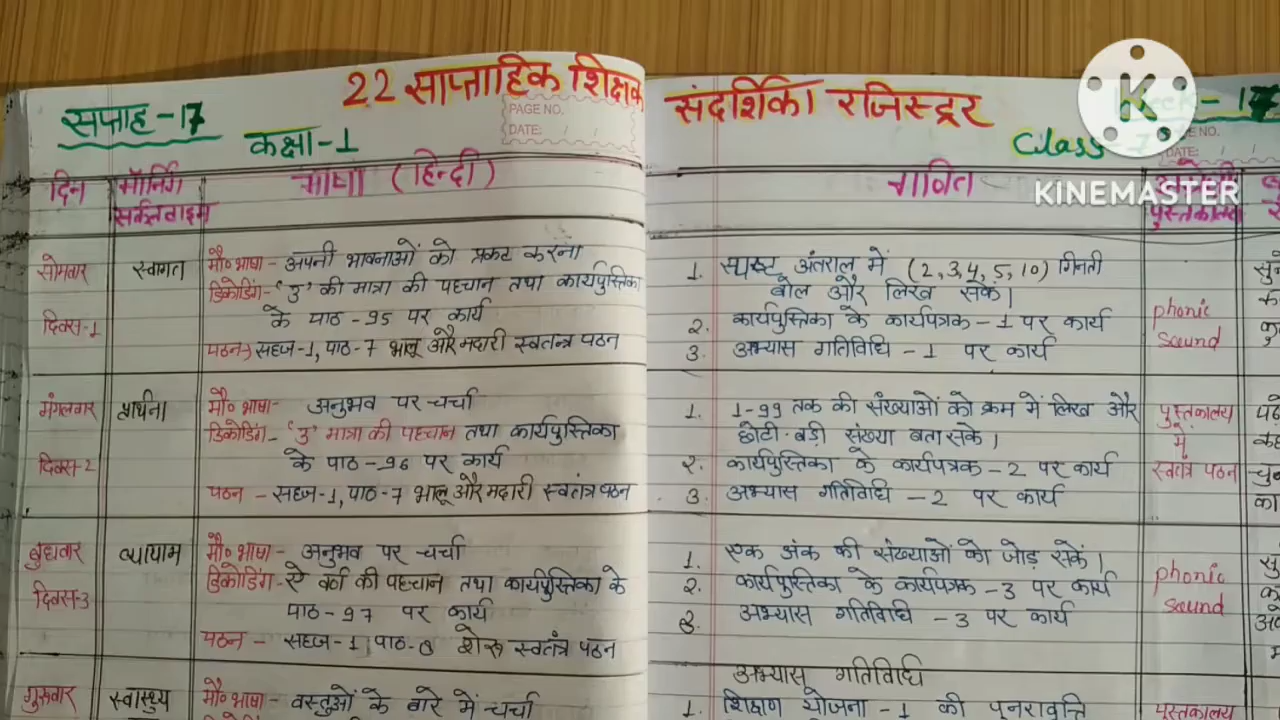 22 साप्ताहिक शिक्षक संदर्शिका रजिस्ट्रर
सप्ताह-17
कक्षा-1
PAGE NO.
DATE: / /
दिन
मॉर्निंग
सर्कलटाइम
भाषा (हिन्दी)
सोमवार
दिवस-1
स्वागत
मौ० भाषा- अपनी भावनाओं को प्रकट करना
डिकोडिंग- 'उ' की मात्रा की पहचान तथा कार्यपुस्तिका
के पाठ-95 पर कार्य
पठन→ सहज-1, पाठ-7 भालू और मदारी स्वतन्त्र पठन
मंगलवार
दिवस-2
प्रार्थना
मौ० भाषा- अनुभव पर चर्चा
डिकोडिंग- 'उ' मात्रा की पहचान तथा कार्यपुस्तिका
के पाठ-96 पर कार्य
पठन - सहज-1, पाठ-7 भालू और मदारी स्वतंत्र पठन
बुधवार
दिवस-3
व्यायाम
मौ० भाषा- अनुभव पर चर्चा
डिकोडिंग- ऐ वर्ण की पहचान तथा कार्यपुस्तिका के
पाठ-97 पर कार्य
पठन - सहज-1, पाठ-8 शेरू स्वतंत्र पठन
गुरूवार
स्वास्थ्य
मौ० भाषा- वस्तुओं के बारे में चर्चा
Class
- 17
NO.
DATE: / /
K
KINEMASTER
गणित
पुस्तकालय
1. स्पष्ट अंतराल में (2,3,4,5,10) गिनती
बोल और लिख सकें।
2. कार्यपुस्तिका के कार्यपत्रक-1 पर कार्य
3. अभ्यास गतिविधि-1 पर कार्य
phonic
sound
1. 1-99 तक की संख्याओं को क्रम में लिख और
छोटी-बड़ी संख्या बता सके।
2. कार्यपुस्तिका के कार्यपत्रक-2 पर कार्य
3. अभ्यास गतिविधि-2 पर कार्य
पुस्तकालय
में
स्वतंत्र पठन
1. एक अंक की संख्याओं को जोड़ सकें।
2. कार्यपुस्तिका के कार्यपत्रक-3 पर कार्य
3. अभ्यास गतिविधि-3 पर कार्य
phonic
sound
अभ्यास गतिविधि
1. शिक्षण योजना-1 की पुनरावृत्ति
पुस्तकालय